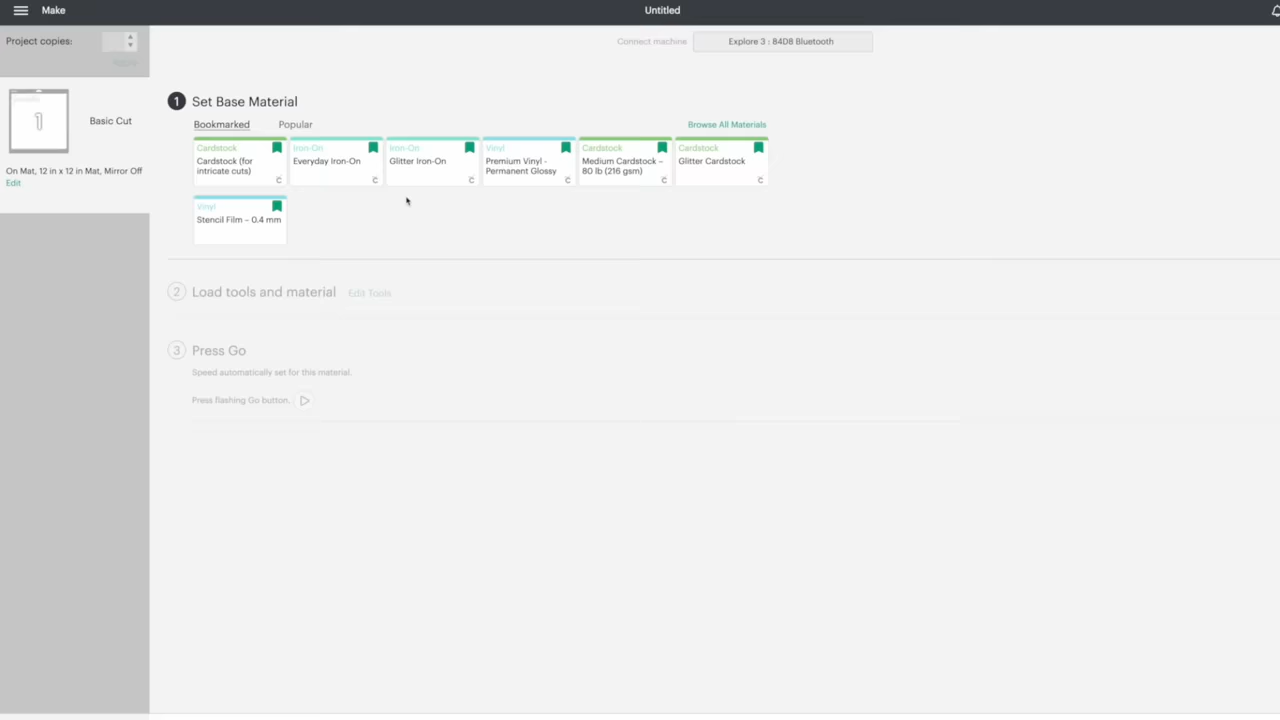 Make
Untitled
Project copies:
Connect machine
Explore 3 : 84D8 Bluetooth
1
Basic Cut
On Mat, 12 in x 12 in Mat, Mirror Off
Edit
1 Set Base Material
Bookmarked Popular Browse All Materials
Cardstock
Cardstock (for
intricate cuts)
Iron-On
Everyday Iron-On
Iron-On
Glitter Iron-On
Vinyl
Premium Vinyl -
Permanent Glossy
Cardstock
Medium Cardstock –
80 lb (216 gsm)
Cardstock
Glitter Cardstock
Vinyl
Stencil Film – 0.4 mm
2 Load tools and material Edit Tools
3 Press Go
Speed automatically set for this material.
Press flashing Go button.